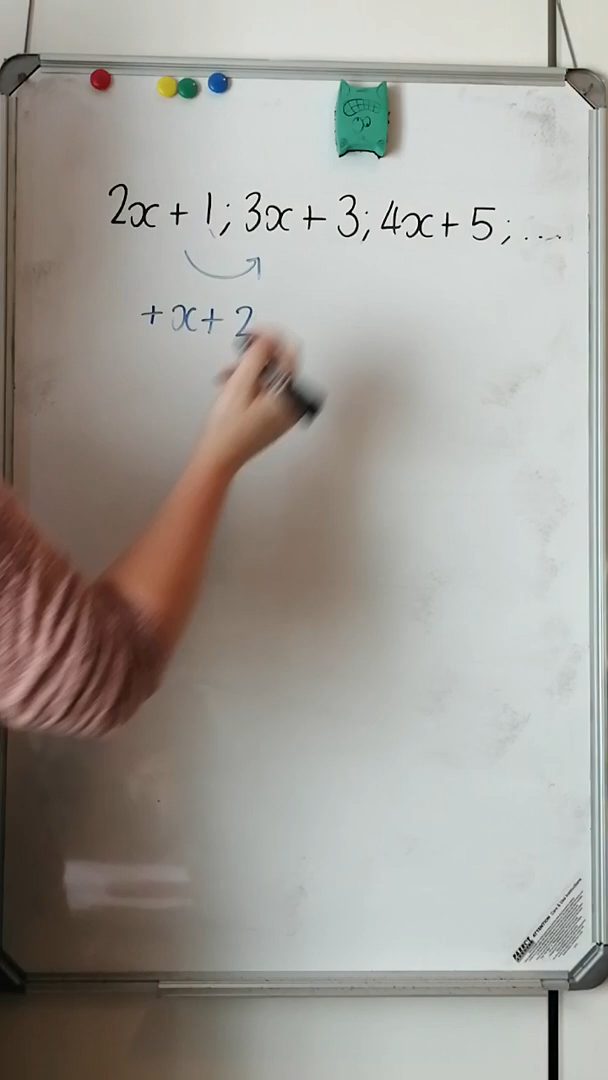 2x + 1; 3x + 3; 4x + 5; ...
+ x + 2